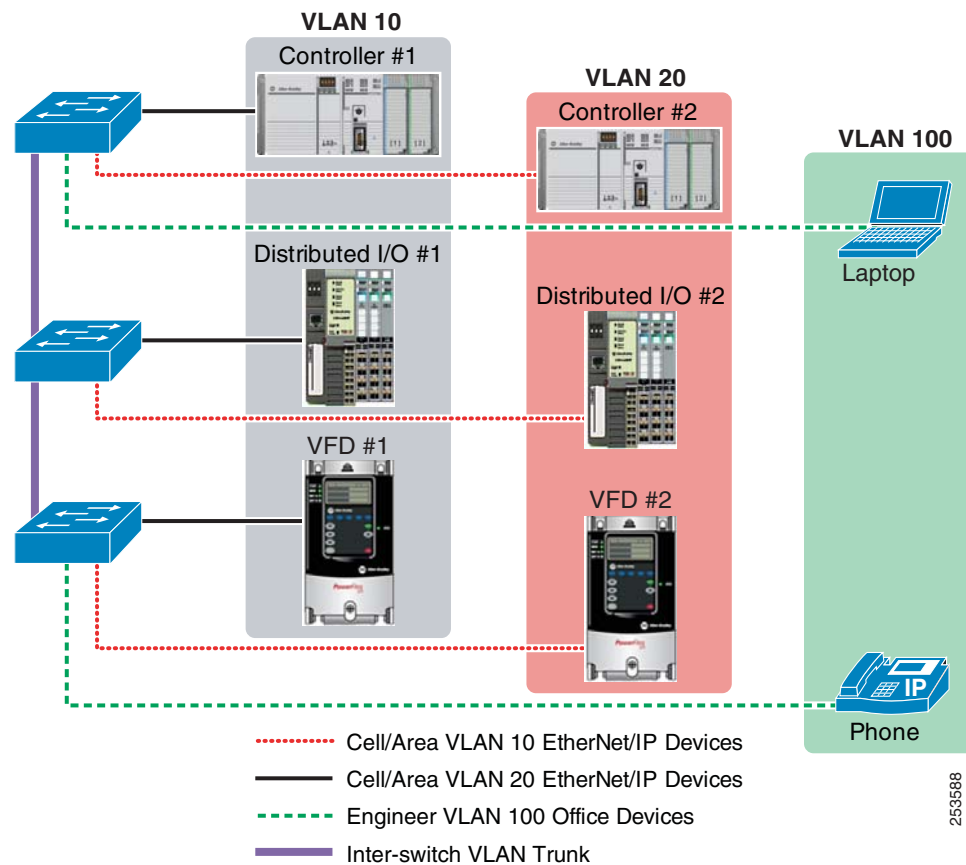 VLAN 10
Controller #1
VLAN 20
Controller #2
VLAN 100
Laptop
Distributed I/O #1
Distributed I/O #2
VFD #1
VFD #2
IP
Phone
Cell/Area VLAN 10 EtherNet/IP Devices
Cell/Area VLAN 20 EtherNet/IP Devices
Engineer VLAN 100 Office Devices
Inter-switch VLAN Trunk
253588